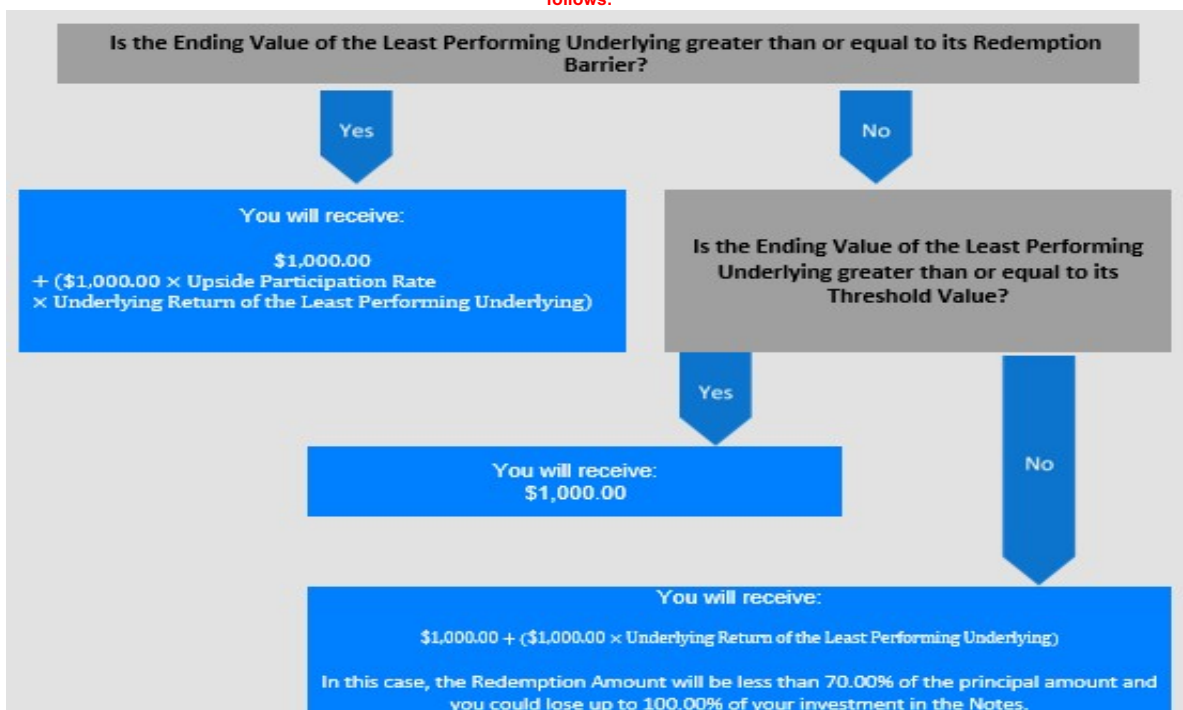 follows:
Is the Ending Value of the Least Performing Underlying greater than or equal to its Redemption
Barrier?
Yes
No
You will receive:
$1,000.00
+ ($1,000.00 × Upside Participation Rate
× Underlying Return of the Least Performing Underlying)
Is the Ending Value of the Least Performing
Underlying greater than or equal to its
Threshold Value?
Yes
No
You will receive:
$1,000.00
You will receive:
$1,000.00 + ($1,000.00 × Underlying Return of the Least Performing Underlying)
In this case, the Redemption Amount will be less than 70.00% of the principal amount and
you could lose up to 100.00% of your investment in the Notes.